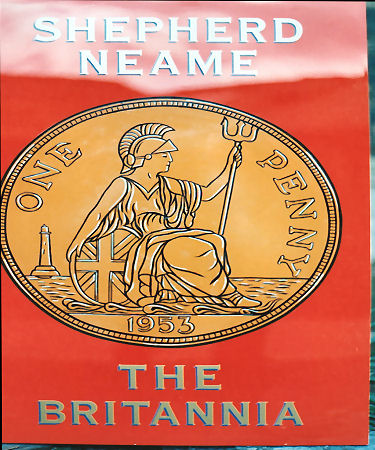 SHEPHERD
NEAME
ONE PENNY
1953
THE
BRITANNIA